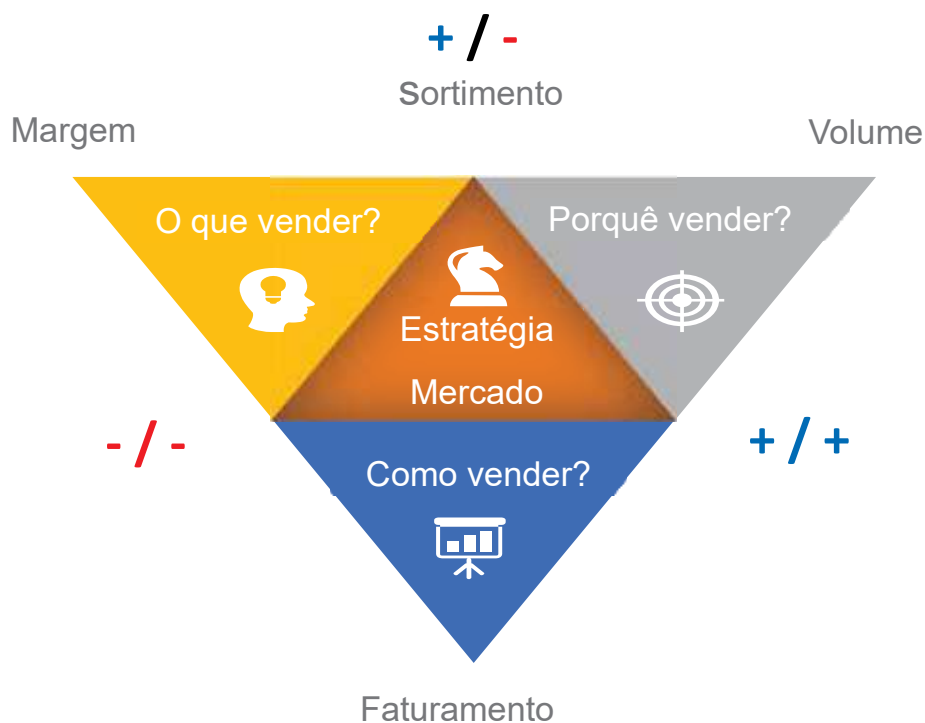 + / -
Sortimento
Margem
Volume
O que vender?
Porquê vender?
Estratégia
Mercado
- / -
+ / +
Como vender?
Faturamento